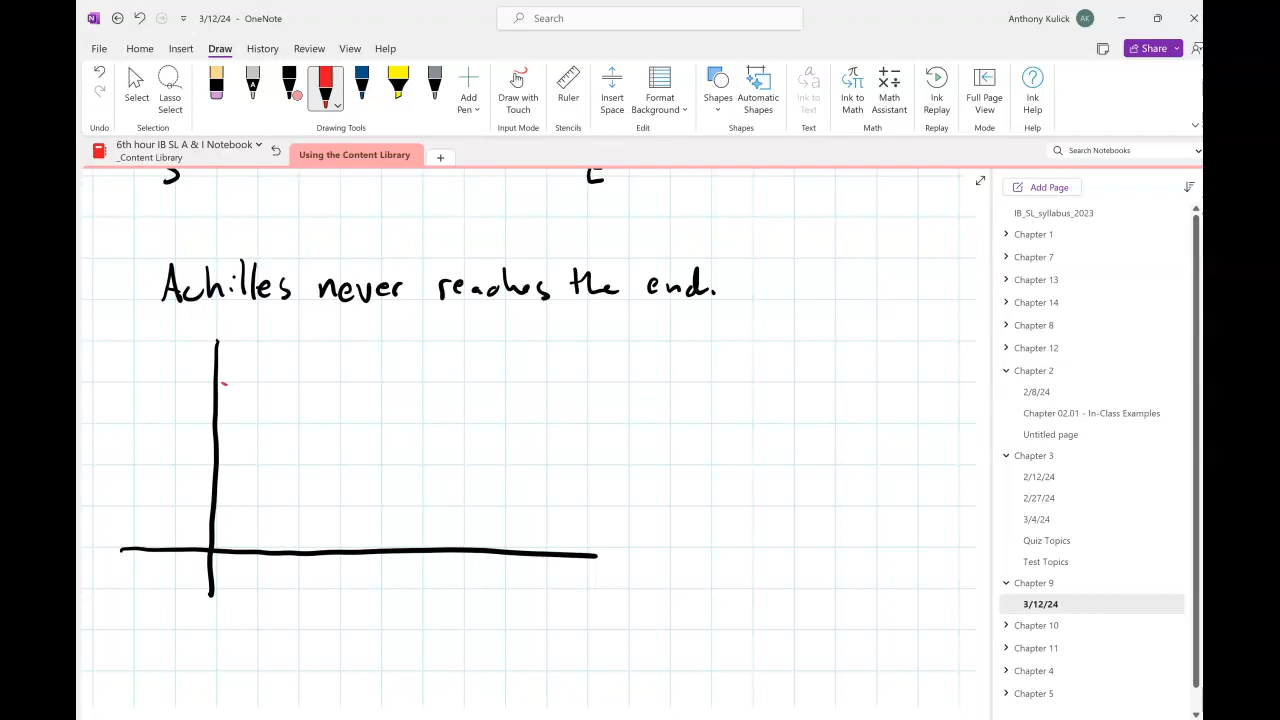 3/12/24 - OneNote
Search
Anthony Kulick
AK
File Home Insert Draw History Review View Help
Share
Undo
Select
Lasso Select
Selection
A
Add Pen
Drawing Tools
Draw with Touch
Input Mode
Ruler
Stencils
Insert Space
Format Background
Edit
Shapes
Automatic Shapes
Shapes
Ink to Text
Text
Ink to Math
Math Assistant
Math
Ink Replay
Replay
Full Page View
Mode
Ink Help
Help
6th hour IB SL A & I Notebook
_Content Library
Using the Content Library
+
Search Notebooks
S E
Achilles never reaches the end.
Add Page
IB_SL_syllabus_2023
Chapter 1
Chapter 7
Chapter 13
Chapter 14
Chapter 8
Chapter 12
Chapter 2
2/8/24
Chapter 02.01 - In-Class Examples
Untitled page
Chapter 3
2/12/24
2/27/24
3/4/24
Quiz Topics
Test Topics
Chapter 9
3/12/24
Chapter 10
Chapter 11
Chapter 4
Chapter 5